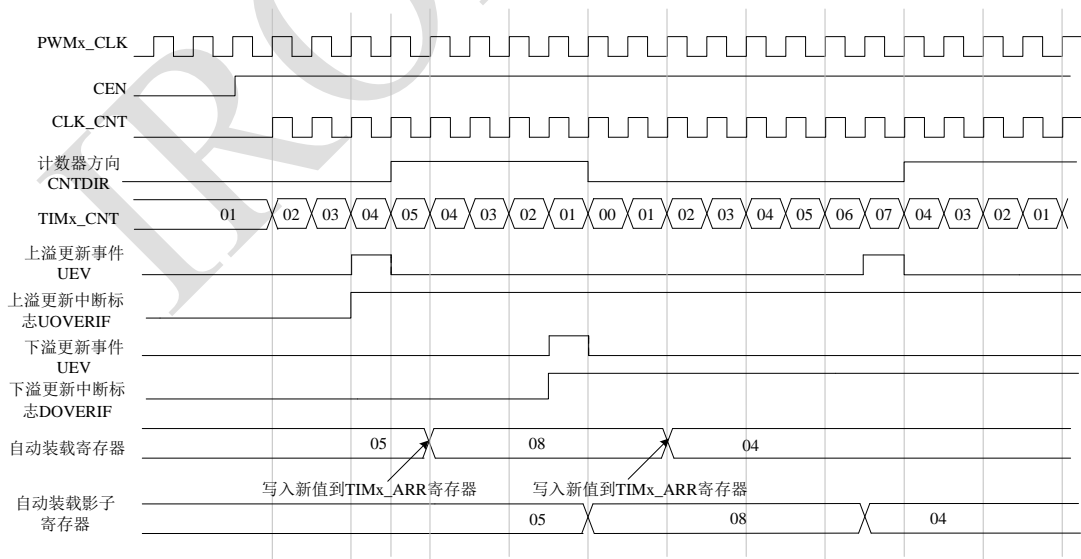 PWMx_CLK
CEN
CLK_CNT
计数器方向
CNTDIR
TIMx_CNT 01 02 03 04 05 04 03 02 01 00 01 02 03 04 05 06 07 04 03 02 01
上溢更新事件
UEV
上溢更新中断标
志UOVERIF
下溢更新事件
UEV
下溢更新中断标
志DOVERIF
自动装载寄存器 05 08 04
写入新值到TIMx_ARR寄存器 写入新值到TIMx_ARR寄存器
自动装载影子
寄存器 05 08 04